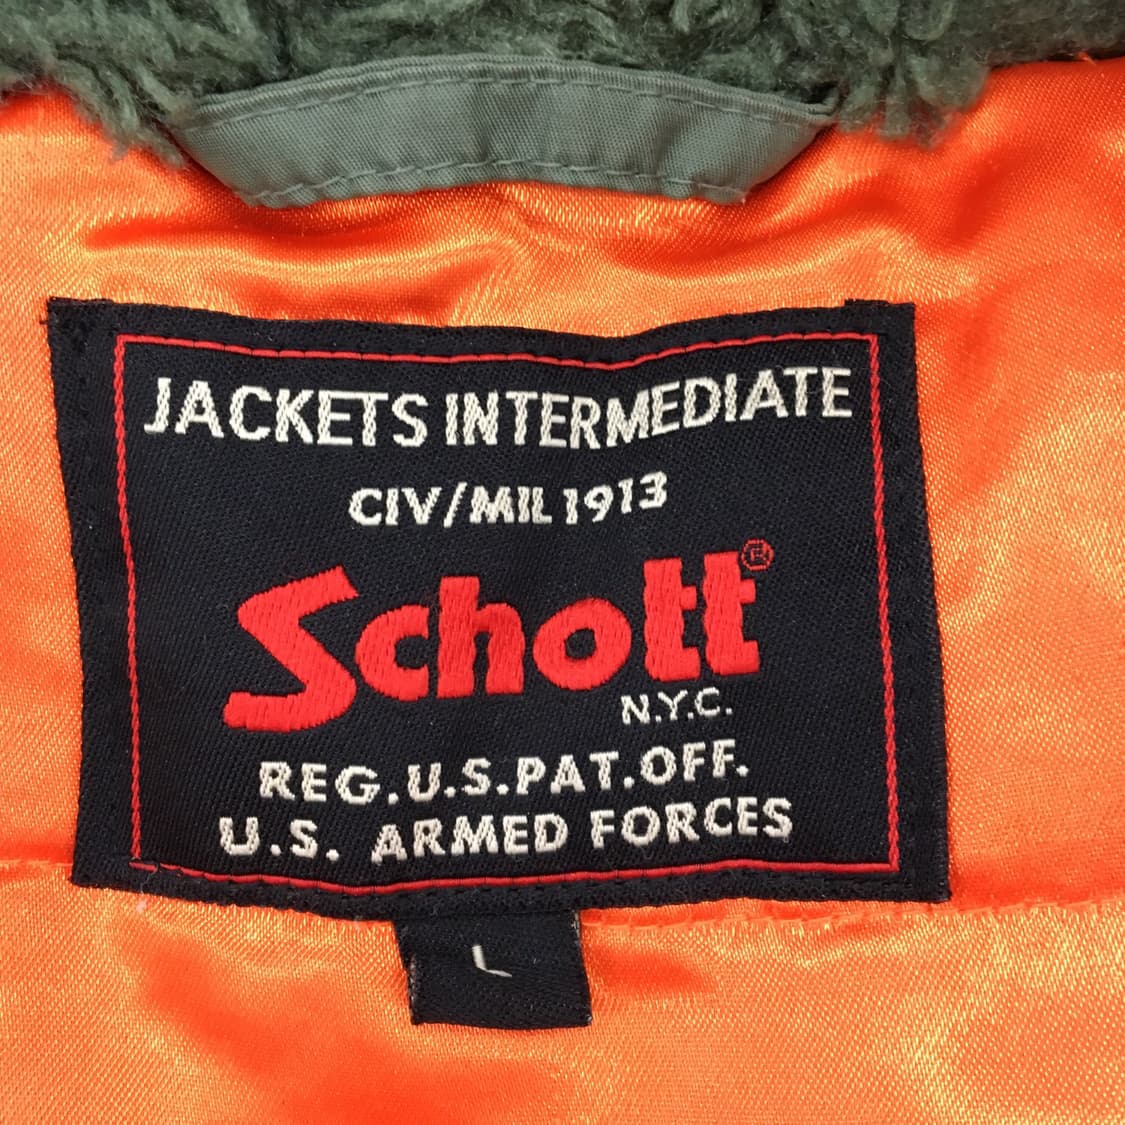 JACKETS INTERMEDIATE
CIV/MIL 1913
Schott®
N.Y.C.
REG.U.S.PAT.OFF.
U.S. ARMED FORCES
L